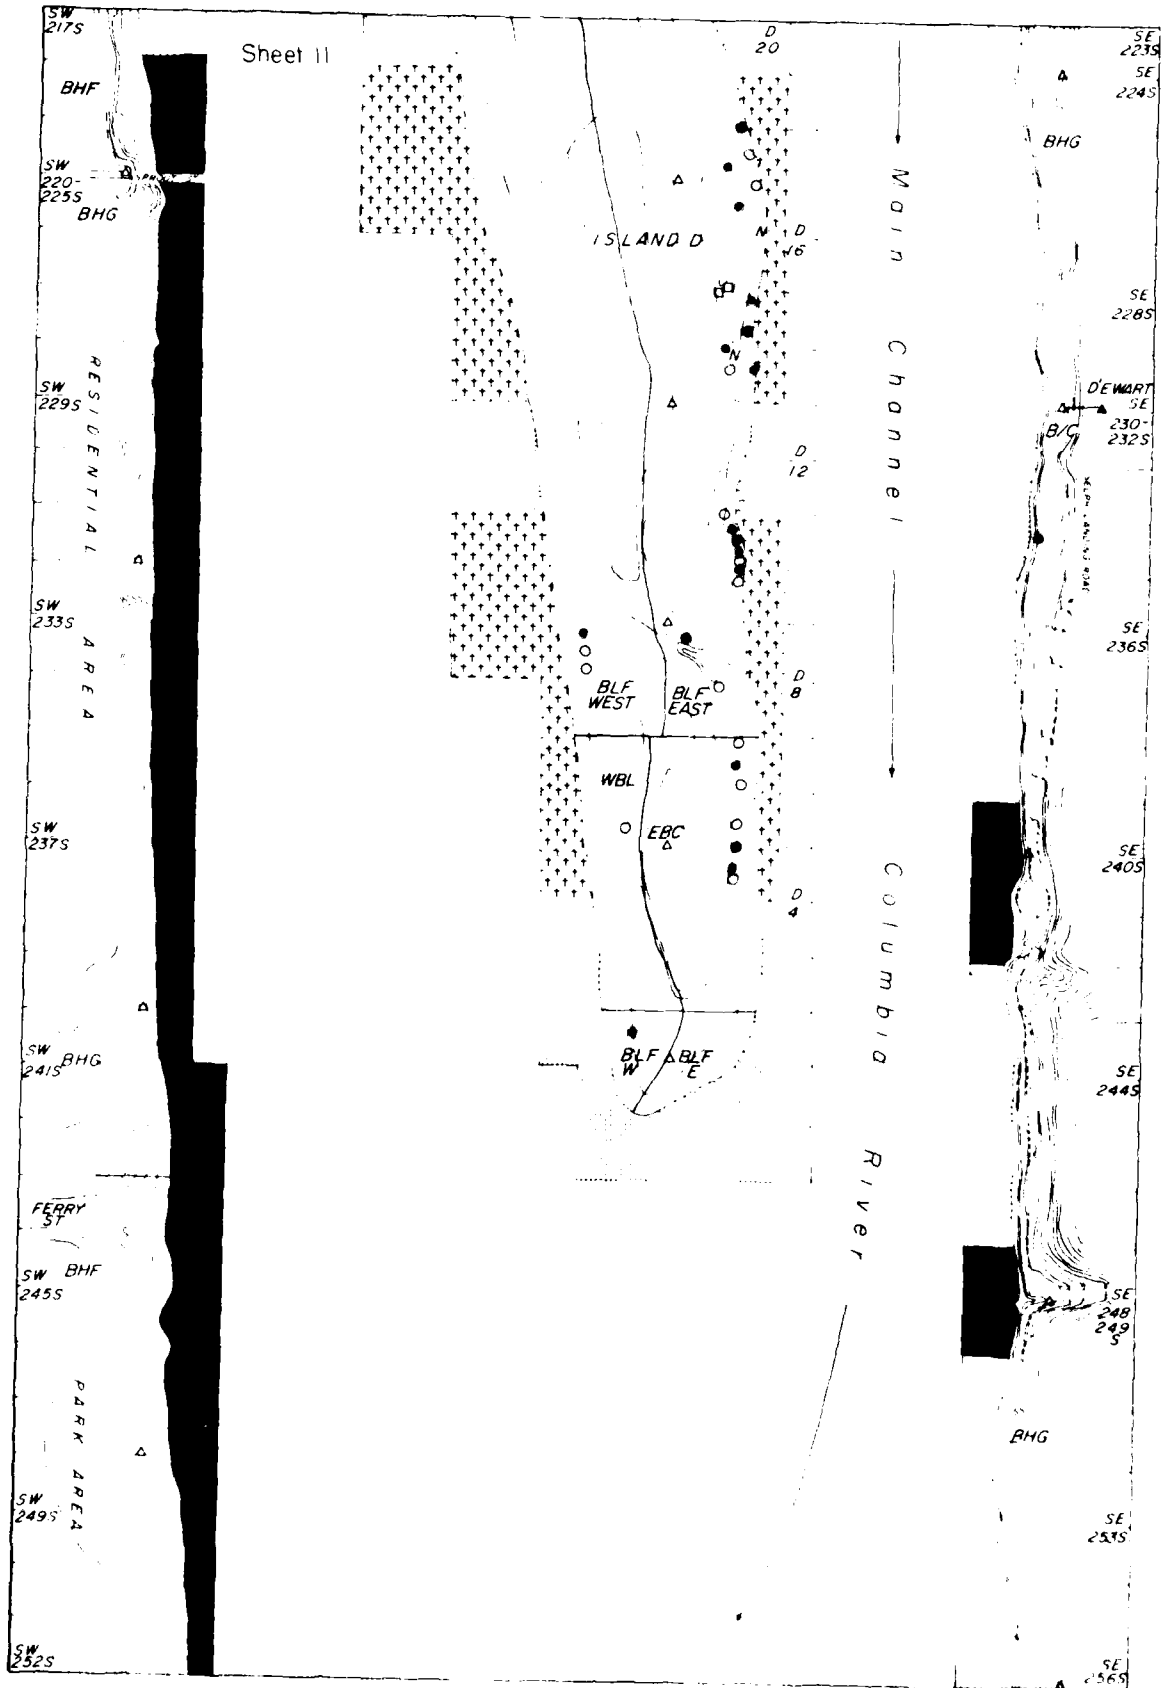 SW
217S
Sheet 11
D
20
SE
223S
SE
224S
BHF
BHG
SW
220-
225S
BHG
ISLAND D
N
D
16
Main Channel
SE
228S
N
RESIDENTIAL AREA
SW
229S
D'EWART
SE
230-
232S
B/C
D
12
SW
233S
SE
236S
BLF
WEST
BLF
EAST
D
8
WBL
EBC
SW
237S
SE
240S
D
4
Columbia River
SW
241S
BHG
BLF
W
BLF
E
SE
244S
FERRY
ST
BHF
SW
245S
SE
248
249
S
PARK AREA
BHG
SW
249S
SE
253S
SW
252S
SE
256S